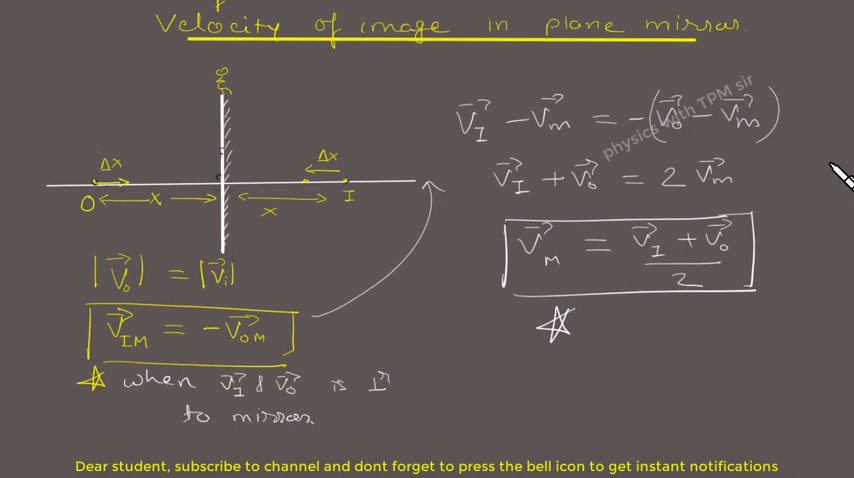 Velocity of image in plane mirror.
Δx
Δx
O
x
x
I
|V⃗o| = |V⃗i|
V⃗IM = -V⃗OM
when V⃗I & V⃗o is ⊥r
to mirror.
V⃗I - V⃗m = -(V⃗o - V⃗m)
V⃗I + V⃗o = 2 V⃗m
V⃗M = V⃗I + V⃗o
2
physics with TPM sir
Dear student, subscribe to channel and dont forget to press the bell icon to get instant notifications